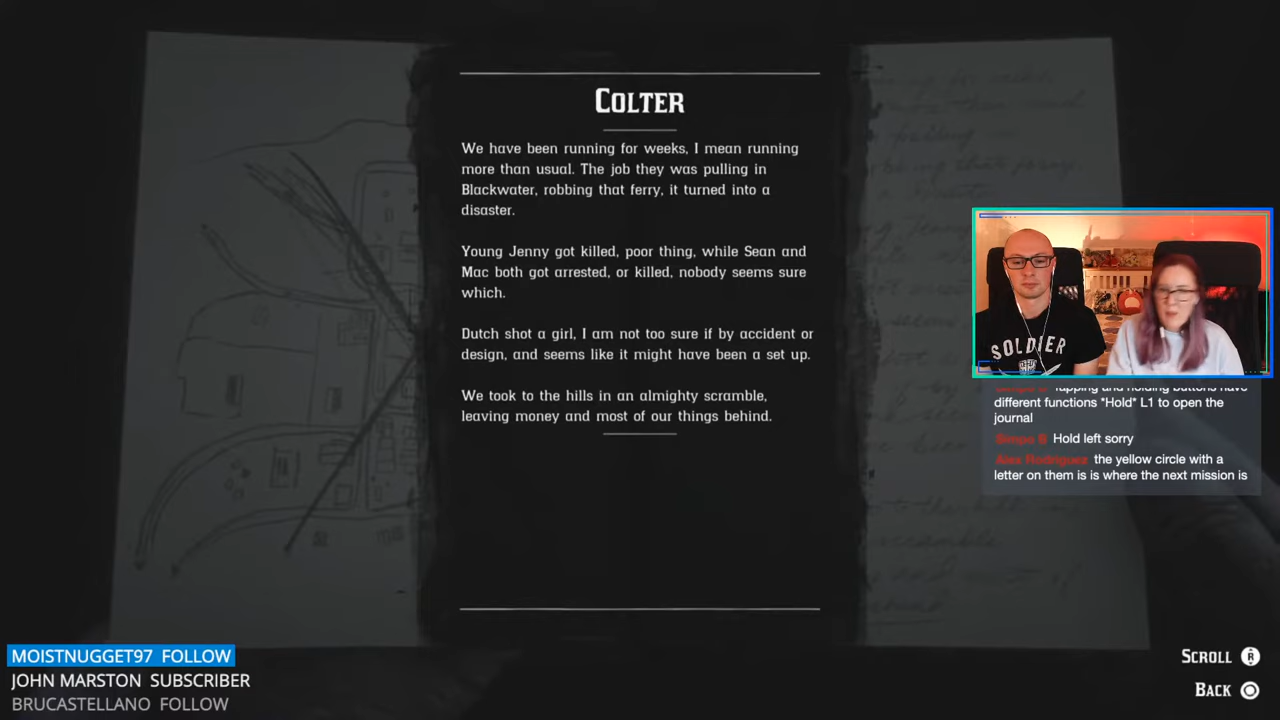 COLTER
We have been running for weeks, I mean running
more than usual. The job they was pulling in
Blackwater, robbing that ferry, it turned into a
disaster.
Young Jenny got killed, poor thing, while Sean and
Mac both got arrested, or killed, nobody seems sure
which.
Dutch shot a girl, I am not too sure if by accident or
design, and seems like it might have been a set up.
We took to the hills in an almighty scramble,
leaving money and most of our things behind.
SOLDIER
Tapping and holding buttons have
different functions *Hold* L1 to open the
journal
Hold left sorry
Alex Rodriguez the yellow circle with a
letter on them is is where the next mission is
MOISTNUGGET97 FOLLOW
JOHN MARSTON SUBSCRIBER
BRUCASTELLANO FOLLOW
SCROLL R
BACK